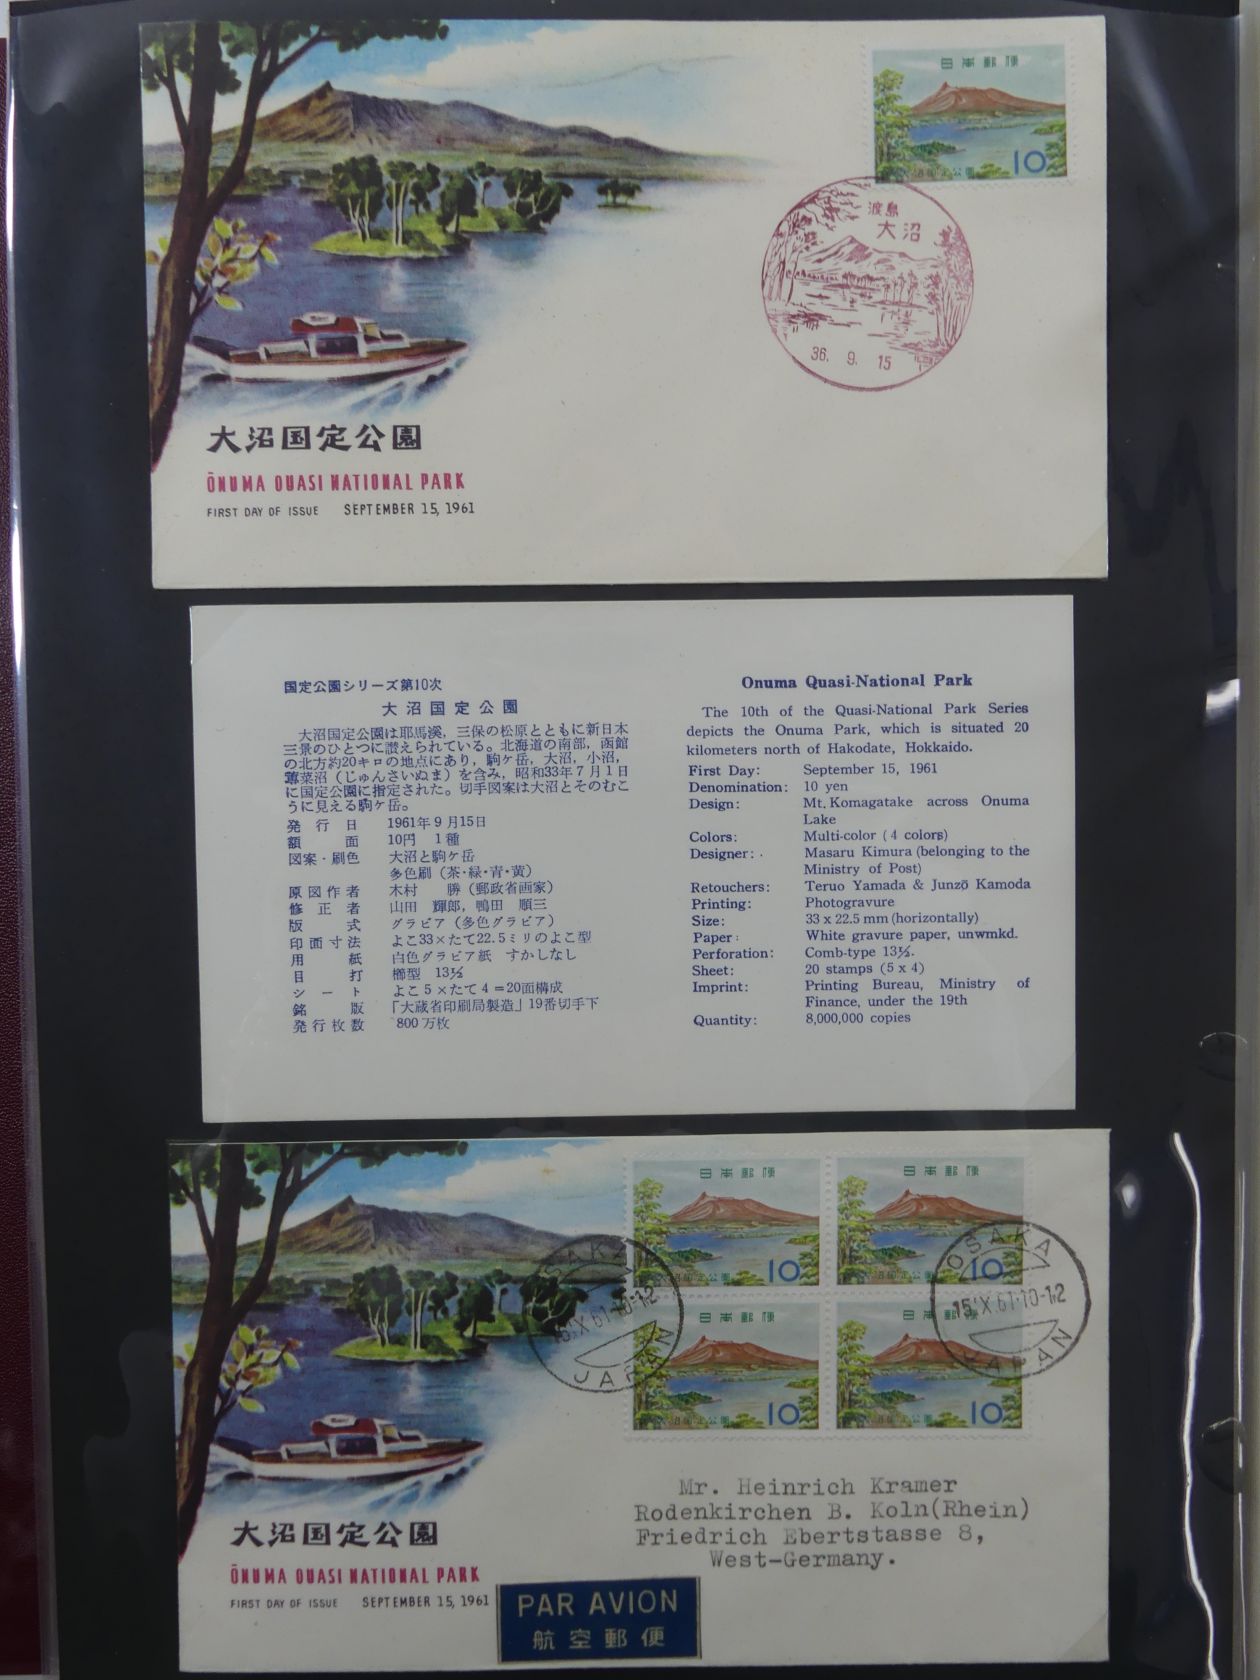 日本郵便
10
渡島
大沼
36. 9. 15
大沼国定公園
ŌNUMA QUASI NATIONAL PARK
FIRST DAY OF ISSUE SEPTEMBER 15, 1961
国定公園シリーズ第10次
大沼国定公園
大沼国定公園は耶馬溪,三保の松原とともに新日本
三景のひとつに讃えられている。北海道の南部,函館
の北方約20キロの地点にあり,駒ケ岳,大沼,小沼,
蓴菜沼(じゅんさいぬま)を含み,昭和33年7月1日
に国定公園に指定された。切手図案は大沼とそのむこ
うに見える駒ケ岳。
発行日 1961年9月15日
額面 10円 1種
図案・刷色 大沼と駒ケ岳
多色刷(茶・緑・青・黄)
原図作者 木村 勝(郵政省画家)
修正者 山田 輝郎,鴨田 順三
版式 グラビア(多色グラビア)
印面寸法 よこ33×たて22.5ミリのよこ型
用紙 白色グラビア紙 すかしなし
目打 櫛型 13½
シート よこ5×たて4=20面構成
銘版 「大蔵省印刷局製造」19番切手下
発行枚数 800万枚
Onuma Quasi-National Park
The 10th of the Quasi-National Park Series
depicts the Onuma Park, which is situated 20
kilometers north of Hakodate, Hokkaido.
First Day: September 15, 1961
Denomination: 10 yen
Design: Mt. Komagatake across Onuma
Lake
Colors: Multi-color (4 colors)
Designer: Masaru Kimura (belonging to the
Ministry of Post)
Retouchers: Teruo Yamada & Junzō Kamoda
Printing: Photogravure
Size: 33 x 22.5 mm (horizontally)
Paper: White gravure paper, unwmkd.
Perforation: Comb-type 13½.
Sheet: 20 stamps (5 x 4)
Imprint: Printing Bureau, Ministry of
Finance, under the 19th
Quantity: 8,000,000 copies
日本郵便 日本郵便
10 10
日本郵便 日本郵便
10 10
OSAKA
15.IX.61.10-12
JAPAN
OSAKA
15.IX.61.10-12
JAPAN
Mr. Heinrich Kramer
Rodenkirchen B. Koln(Rhein)
Friedrich Ebertstasse 8,
West-Germany.
大沼国定公園
ŌNUMA QUASI NATIONAL PARK
FIRST DAY OF ISSUE SEPTEMBER 15, 1961
PAR AVION
航空郵便